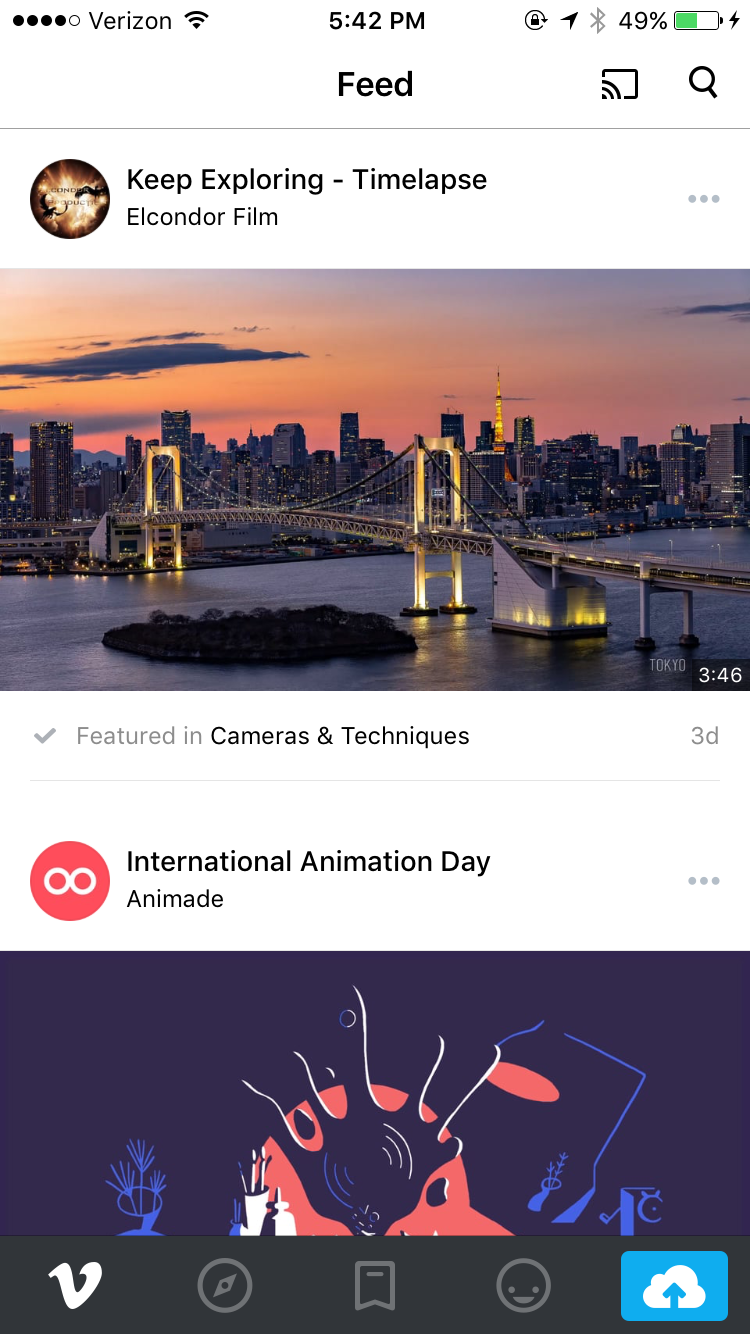 Verizon 5:42 PM 49%
Feed
Keep Exploring - Timelapse
Elcondor Film
TOKYO
3:46
Featured in Cameras & Techniques 3d
International Animation Day
Animade